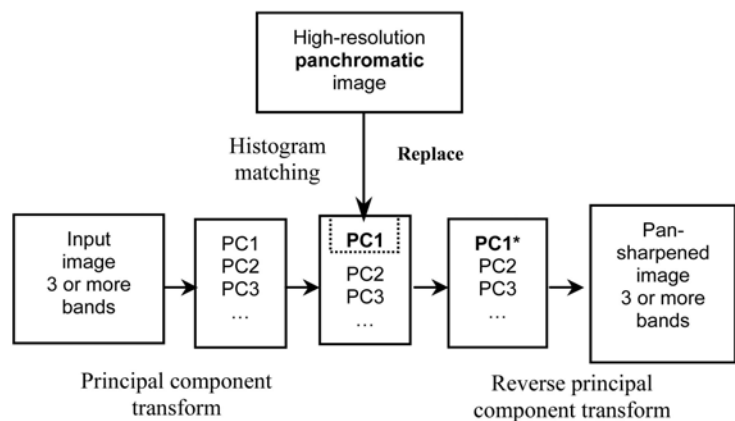 High-resolution
panchromatic
image
Histogram
matching
Replace
Input
image
3 or more
bands
PC1
PC2
PC3
...
PC1
PC2
PC3
...
PC1*
PC2
PC3
...
Pan-
sharpened
image
3 or more
bands
Principal component
transform
Reverse principal
component transform